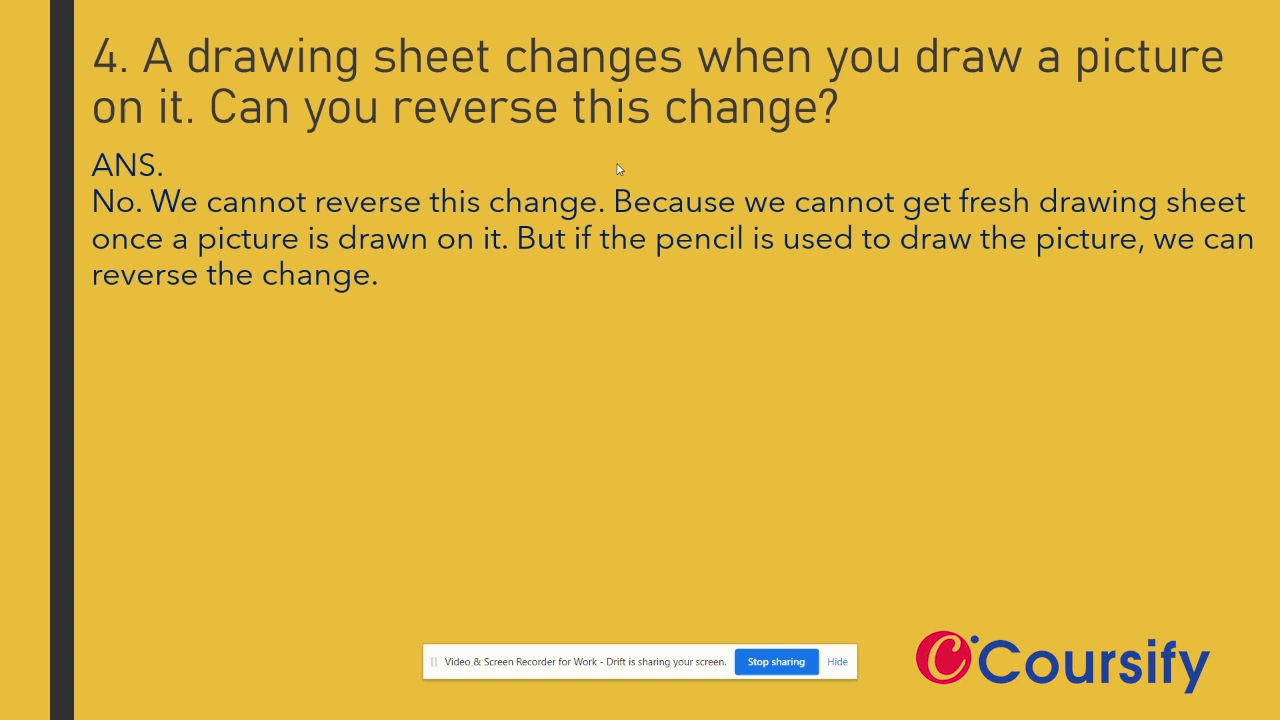 4. A drawing sheet changes when you draw a picture
on it. Can you reverse this change?
ANS.
No. We cannot reverse this change. Because we cannot get fresh drawing sheet
once a picture is drawn on it. But if the pencil is used to draw the picture, we can
reverse the change.
Video & Screen Recorder for Work - Drift is sharing your screen. Stop sharing Hide
C Coursify